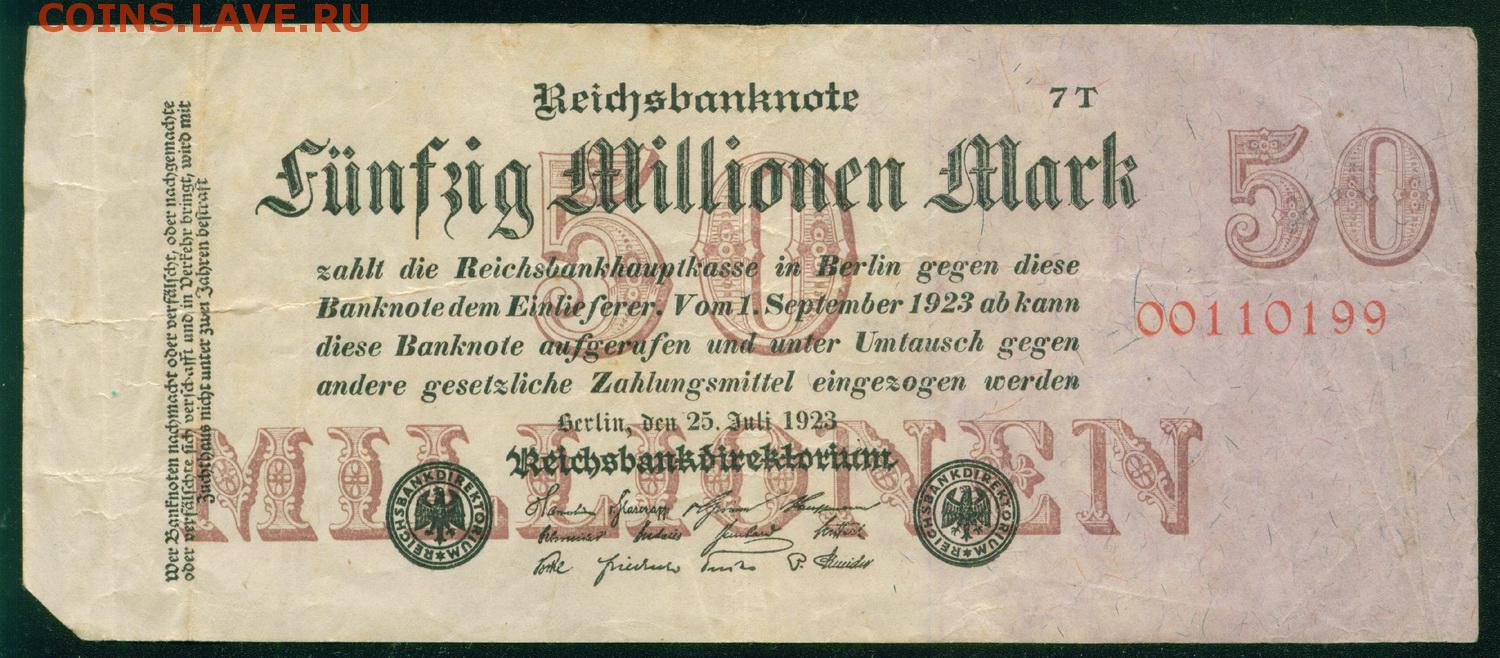 COINS.LAVE.RU
Reichsbanknote
7 T
Fünfzig Millionen Mark
50
50
zahlt die Reichsbankhauptkasse in Berlin gegen diese
Banknote dem Einlieferer. Vom 1. September 1923 ab kann
diese Banknote aufgerufen und unter Umtausch gegen
andere gesetzliche Zahlungsmittel eingezogen werden
00110199
Berlin, den 25. Juli 1923
MILLIONEN
Reichsbankdirektorium
REICHSBANKDIREKTORIUM
REICHSBANKDIREKTORIUM
Wer Banknoten nachmacht oder verfälscht, oder nachgemachte
oder verfälschte sich verschafft und in Verkehr bringt, wird mit
Zuchthaus nicht unter zwei Jahren bestraft